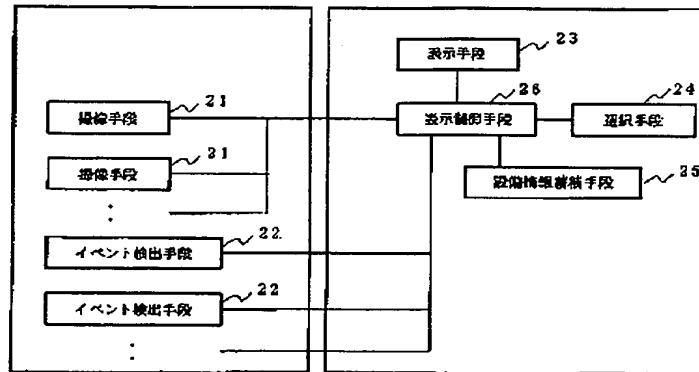 表示手段
23
撮像手段
21
表示制御手段
26
選択手段
24
撮像手段
21
設備情報蓄積手段
25
イベント検出手段
22
イベント検出手段
22